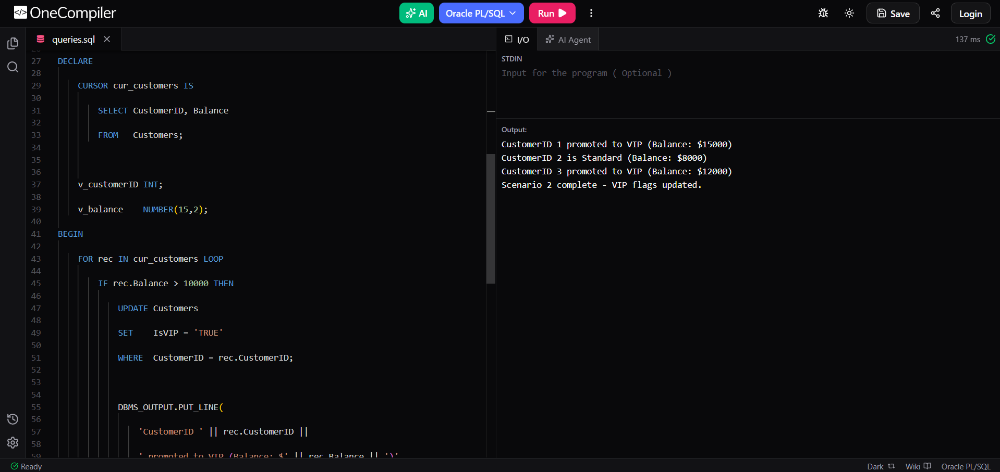 </> OneCompiler
AI
Oracle PL/SQL
Run
Save
Login
queries.sql
27 DECLARE
28
29 CURSOR cur_customers IS
30
31 SELECT CustomerID, Balance
32
33 FROM   Customers;
34
35
36
37 v_customerID INT;
38
39 v_balance    NUMBER(15,2);
40
41 BEGIN
42
43 FOR rec IN cur_customers LOOP
44
45 IF rec.Balance > 10000 THEN
46
47 UPDATE Customers
48
49 SET    IsVIP = 'TRUE'
50
51 WHERE  CustomerID = rec.CustomerID;
52
53
54
55 DBMS_OUTPUT.PUT_LINE(
56
57 'CustomerID ' || rec.CustomerID ||
58
59 ' promoted to VIP (Balance: $' || rec.Balance || ')'
I/O
AI Agent
137 ms
STDIN
Input for the program ( Optional )
Output:
CustomerID 1 promoted to VIP (Balance: $15000)
CustomerID 2 is Standard (Balance: $8000)
CustomerID 3 promoted to VIP (Balance: $12000)
Scenario 2 complete - VIP flags updated.
Ready
Dark
Wiki
Oracle PL/SQL